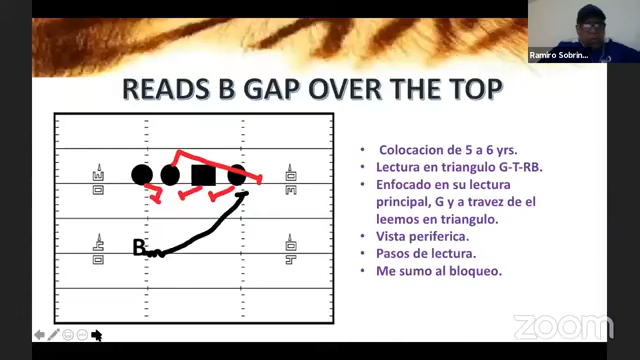 Ramiro Sobrin...
READS B GAP OVER THE TOP
• Colocacion de 5 a 6 yrs.
• Lectura en triangulo G-T-RB.
• Enfocado en su lectura
principal, G y a travez de el
leemos en triangulo.
• Vista periferica.
• Pasos de lectura.
• Me sumo al bloqueo.
B
zoom